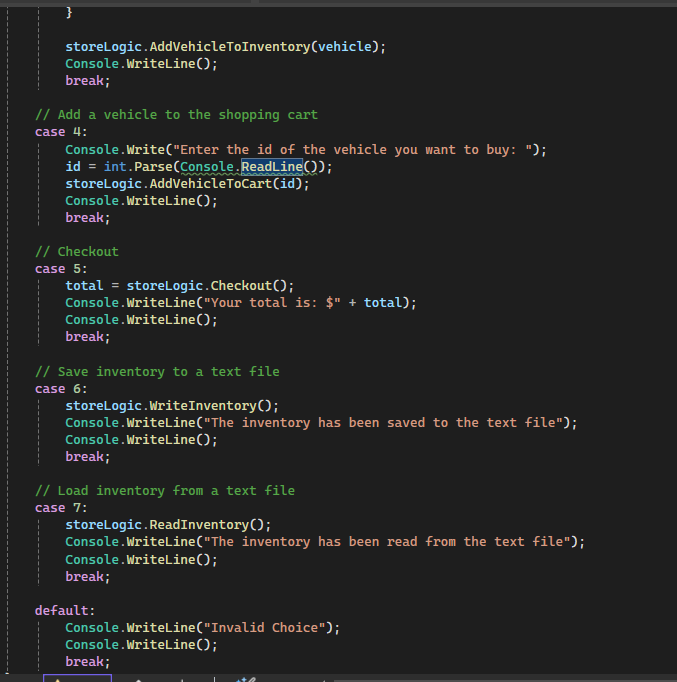 }
storeLogic.AddVehicleToInventory(vehicle);
Console.WriteLine();
break;
// Add a vehicle to the shopping cart
case 4:
Console.Write("Enter the id of the vehicle you want to buy: ");
id = int.Parse(Console.ReadLine());
storeLogic.AddVehicleToCart(id);
Console.WriteLine();
break;
// Checkout
case 5:
total = storeLogic.Checkout();
Console.WriteLine("Your total is: $" + total);
Console.WriteLine();
break;
// Save inventory to a text file
case 6:
storeLogic.WriteInventory();
Console.WriteLine("The inventory has been saved to the text file");
Console.WriteLine();
break;
// Load inventory from a text file
case 7:
storeLogic.ReadInventory();
Console.WriteLine("The inventory has been read from the text file");
Console.WriteLine();
break;
default:
Console.WriteLine("Invalid Choice");
Console.WriteLine();
break;